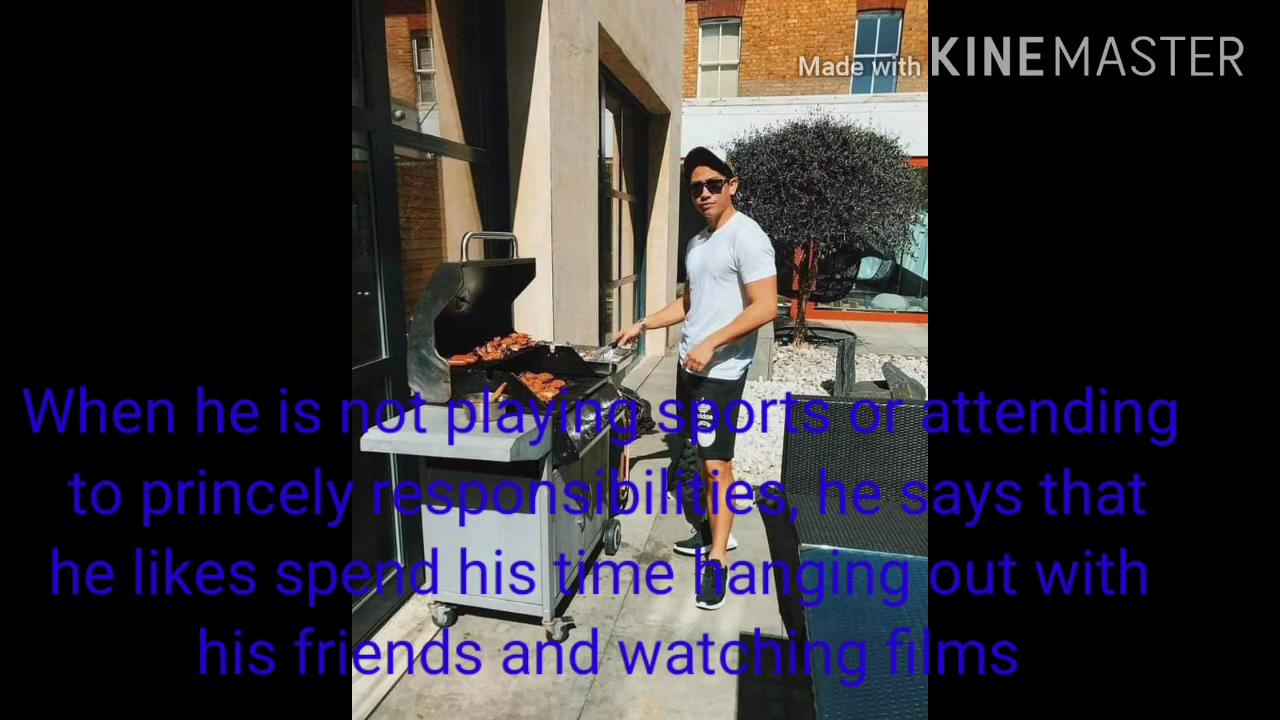 Made with KINEMASTER
adidas
When he is not playing sports or attending
to princely responsibilities, he says that
he likes spend his time hanging out with
his friends and watching films